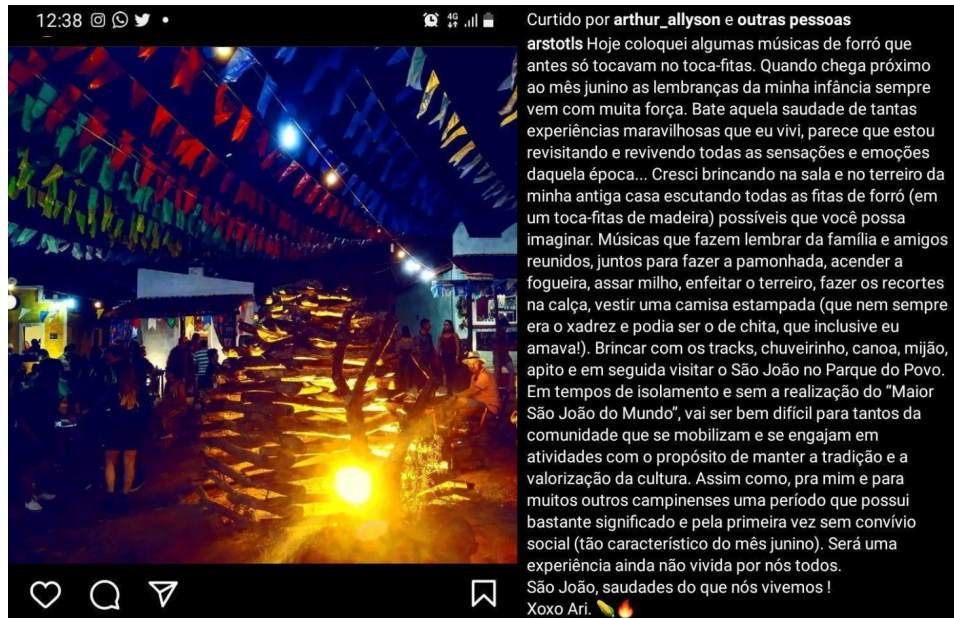 12:38
4G
Curtido por arthur_allyson e outras pessoas
arstotls Hoje coloquei algumas músicas de forró que
antes só tocavam no toca-fitas. Quando chega próximo
ao mês junino as lembranças da minha infância sempre
vem com muita força. Bate aquela saudade de tantas
experiências maravilhosas que eu vivi, parece que estou
revisitando e revivendo todas as sensações e emoções
daquela época... Cresci brincando na sala e no terreiro da
minha antiga casa escutando todas as fitas de forró (em
um toca-fitas de madeira) possíveis que você possa
imaginar. Músicas que fazem lembrar da família e amigos
reunidos, juntos para fazer a pamonhada, acender a
fogueira, assar milho, enfeitar o terreiro, fazer os recortes
na calça, vestir uma camisa estampada (que nem sempre
era o xadrez e podia ser o de chita, que inclusive eu
amava!). Brincar com os tracks, chuveirinho, canoa, mijão,
apito e em seguida visitar o São João no Parque do Povo.
Em tempos de isolamento e sem a realização do “Maior
São João do Mundo”, vai ser bem difícil para tantos da
comunidade que se mobilizam e se engajam em
atividades com o propósito de manter a tradição e a
valorização da cultura. Assim como, pra mim e para
muitos outros campinenses uma período que possui
bastante significado e pela primeira vez sem convívio
social (tão característico do mês junino). Será uma
experiência ainda não vivida por nós todos.
São João, saudades do que nós vivemos !
Xoxo Ari. 🌽🔥